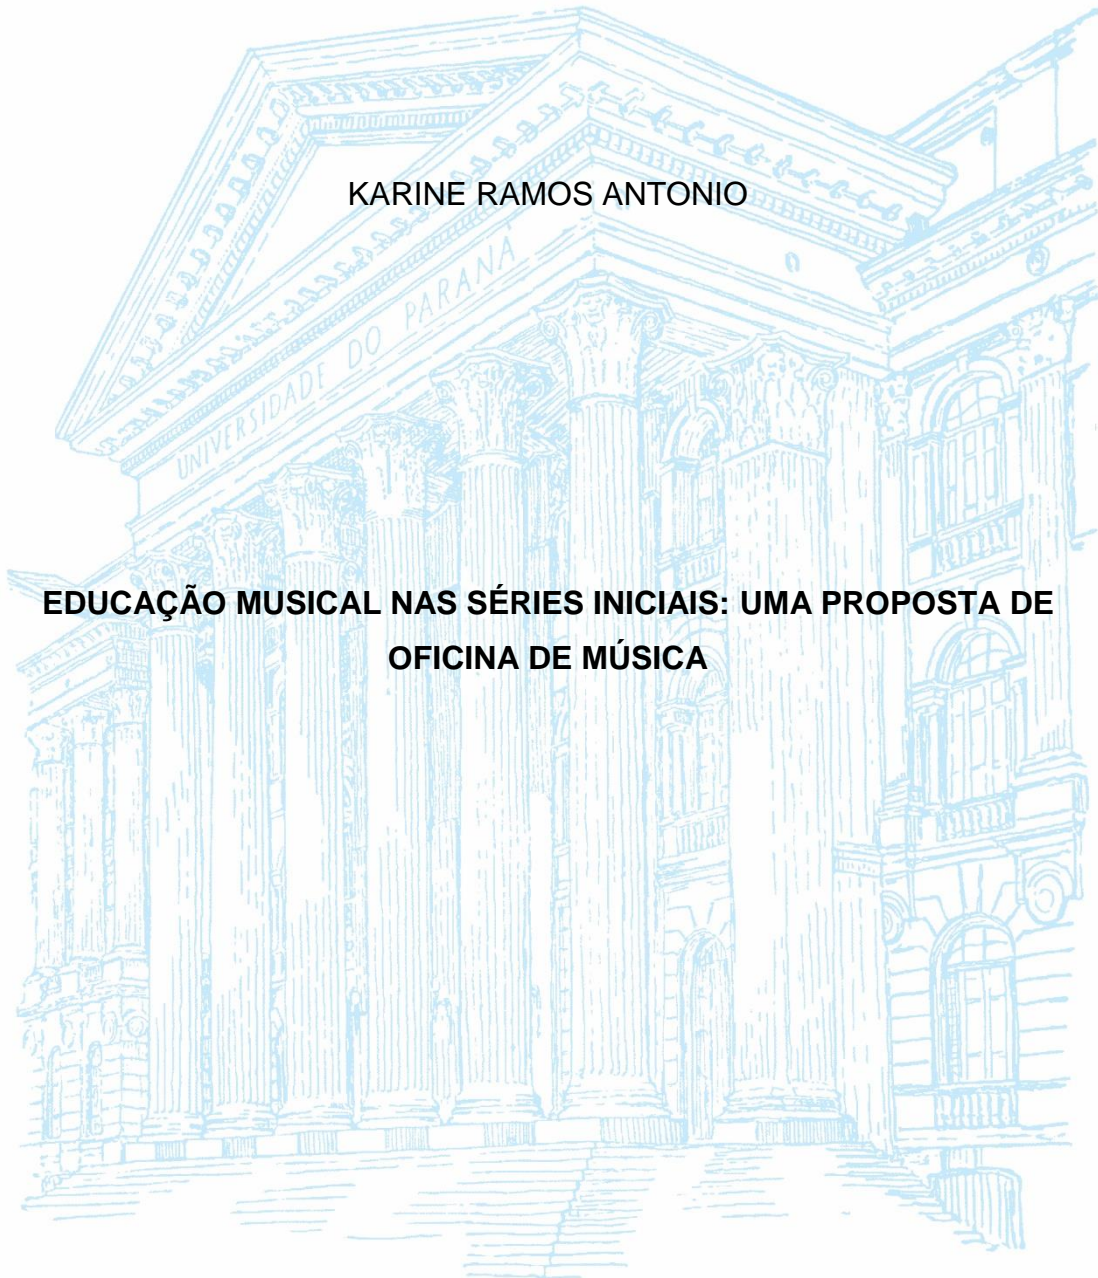 KARINE RAMOS ANTONIO
UNIVERSIDADE DO PARANÁ
EDUCAÇÃO MUSICAL NAS SÉRIES INICIAIS: UMA PROPOSTA DE
OFICINA DE MÚSICA